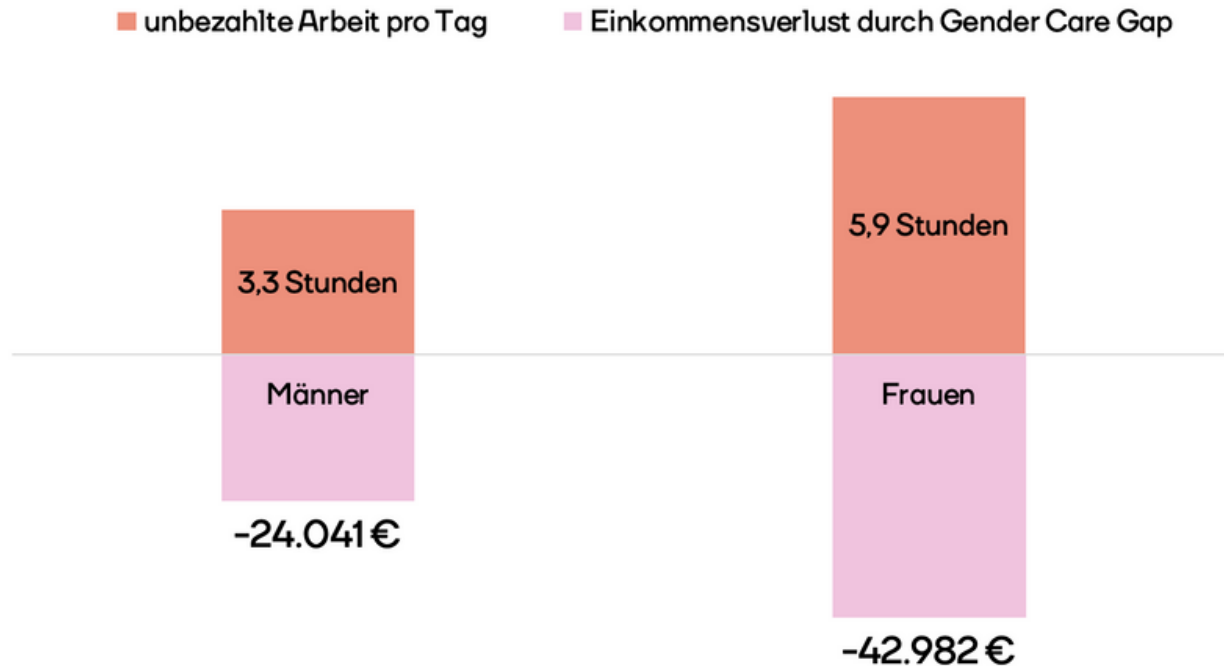 unbezahlte Arbeit pro Tag
Einkommensverlust durch Gender Care Gap
5,9 Stunden
3,3 Stunden
Männer
Frauen
-24.041 €
-42.982 €